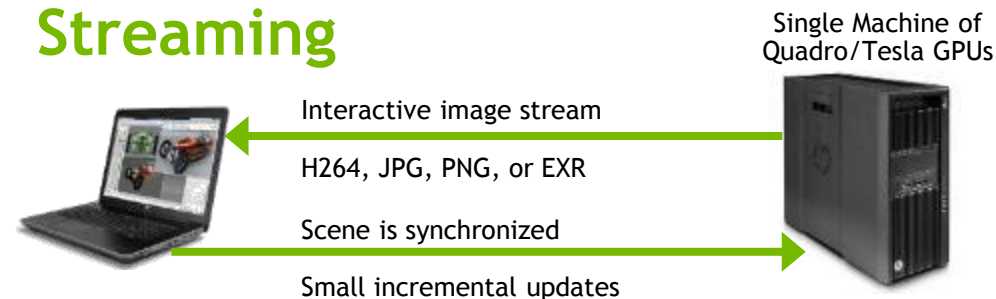 Streaming
Single Machine of
Quadro/Tesla GPUs
Interactive image stream
H264, JPG, PNG, or EXR
Scene is synchronized
Small incremental updates